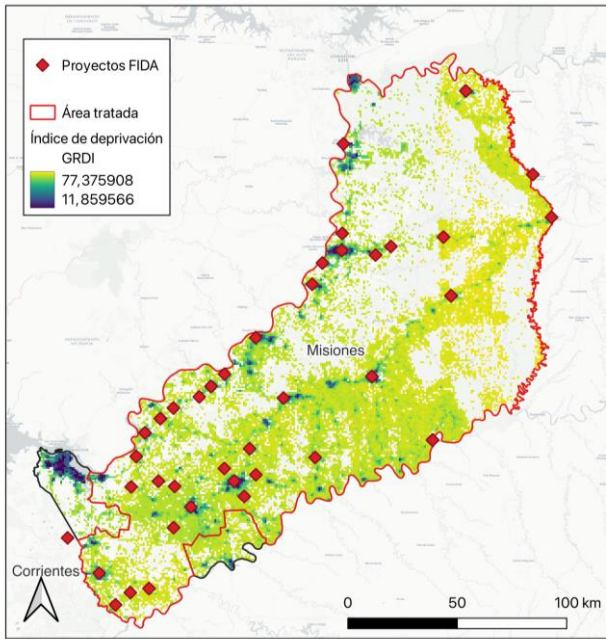 Proyectos FIDA
Área tratada
Índice de deprivación
GRDI
77,375908
11,859566
Misiones
Corrientes
0
50
100 km